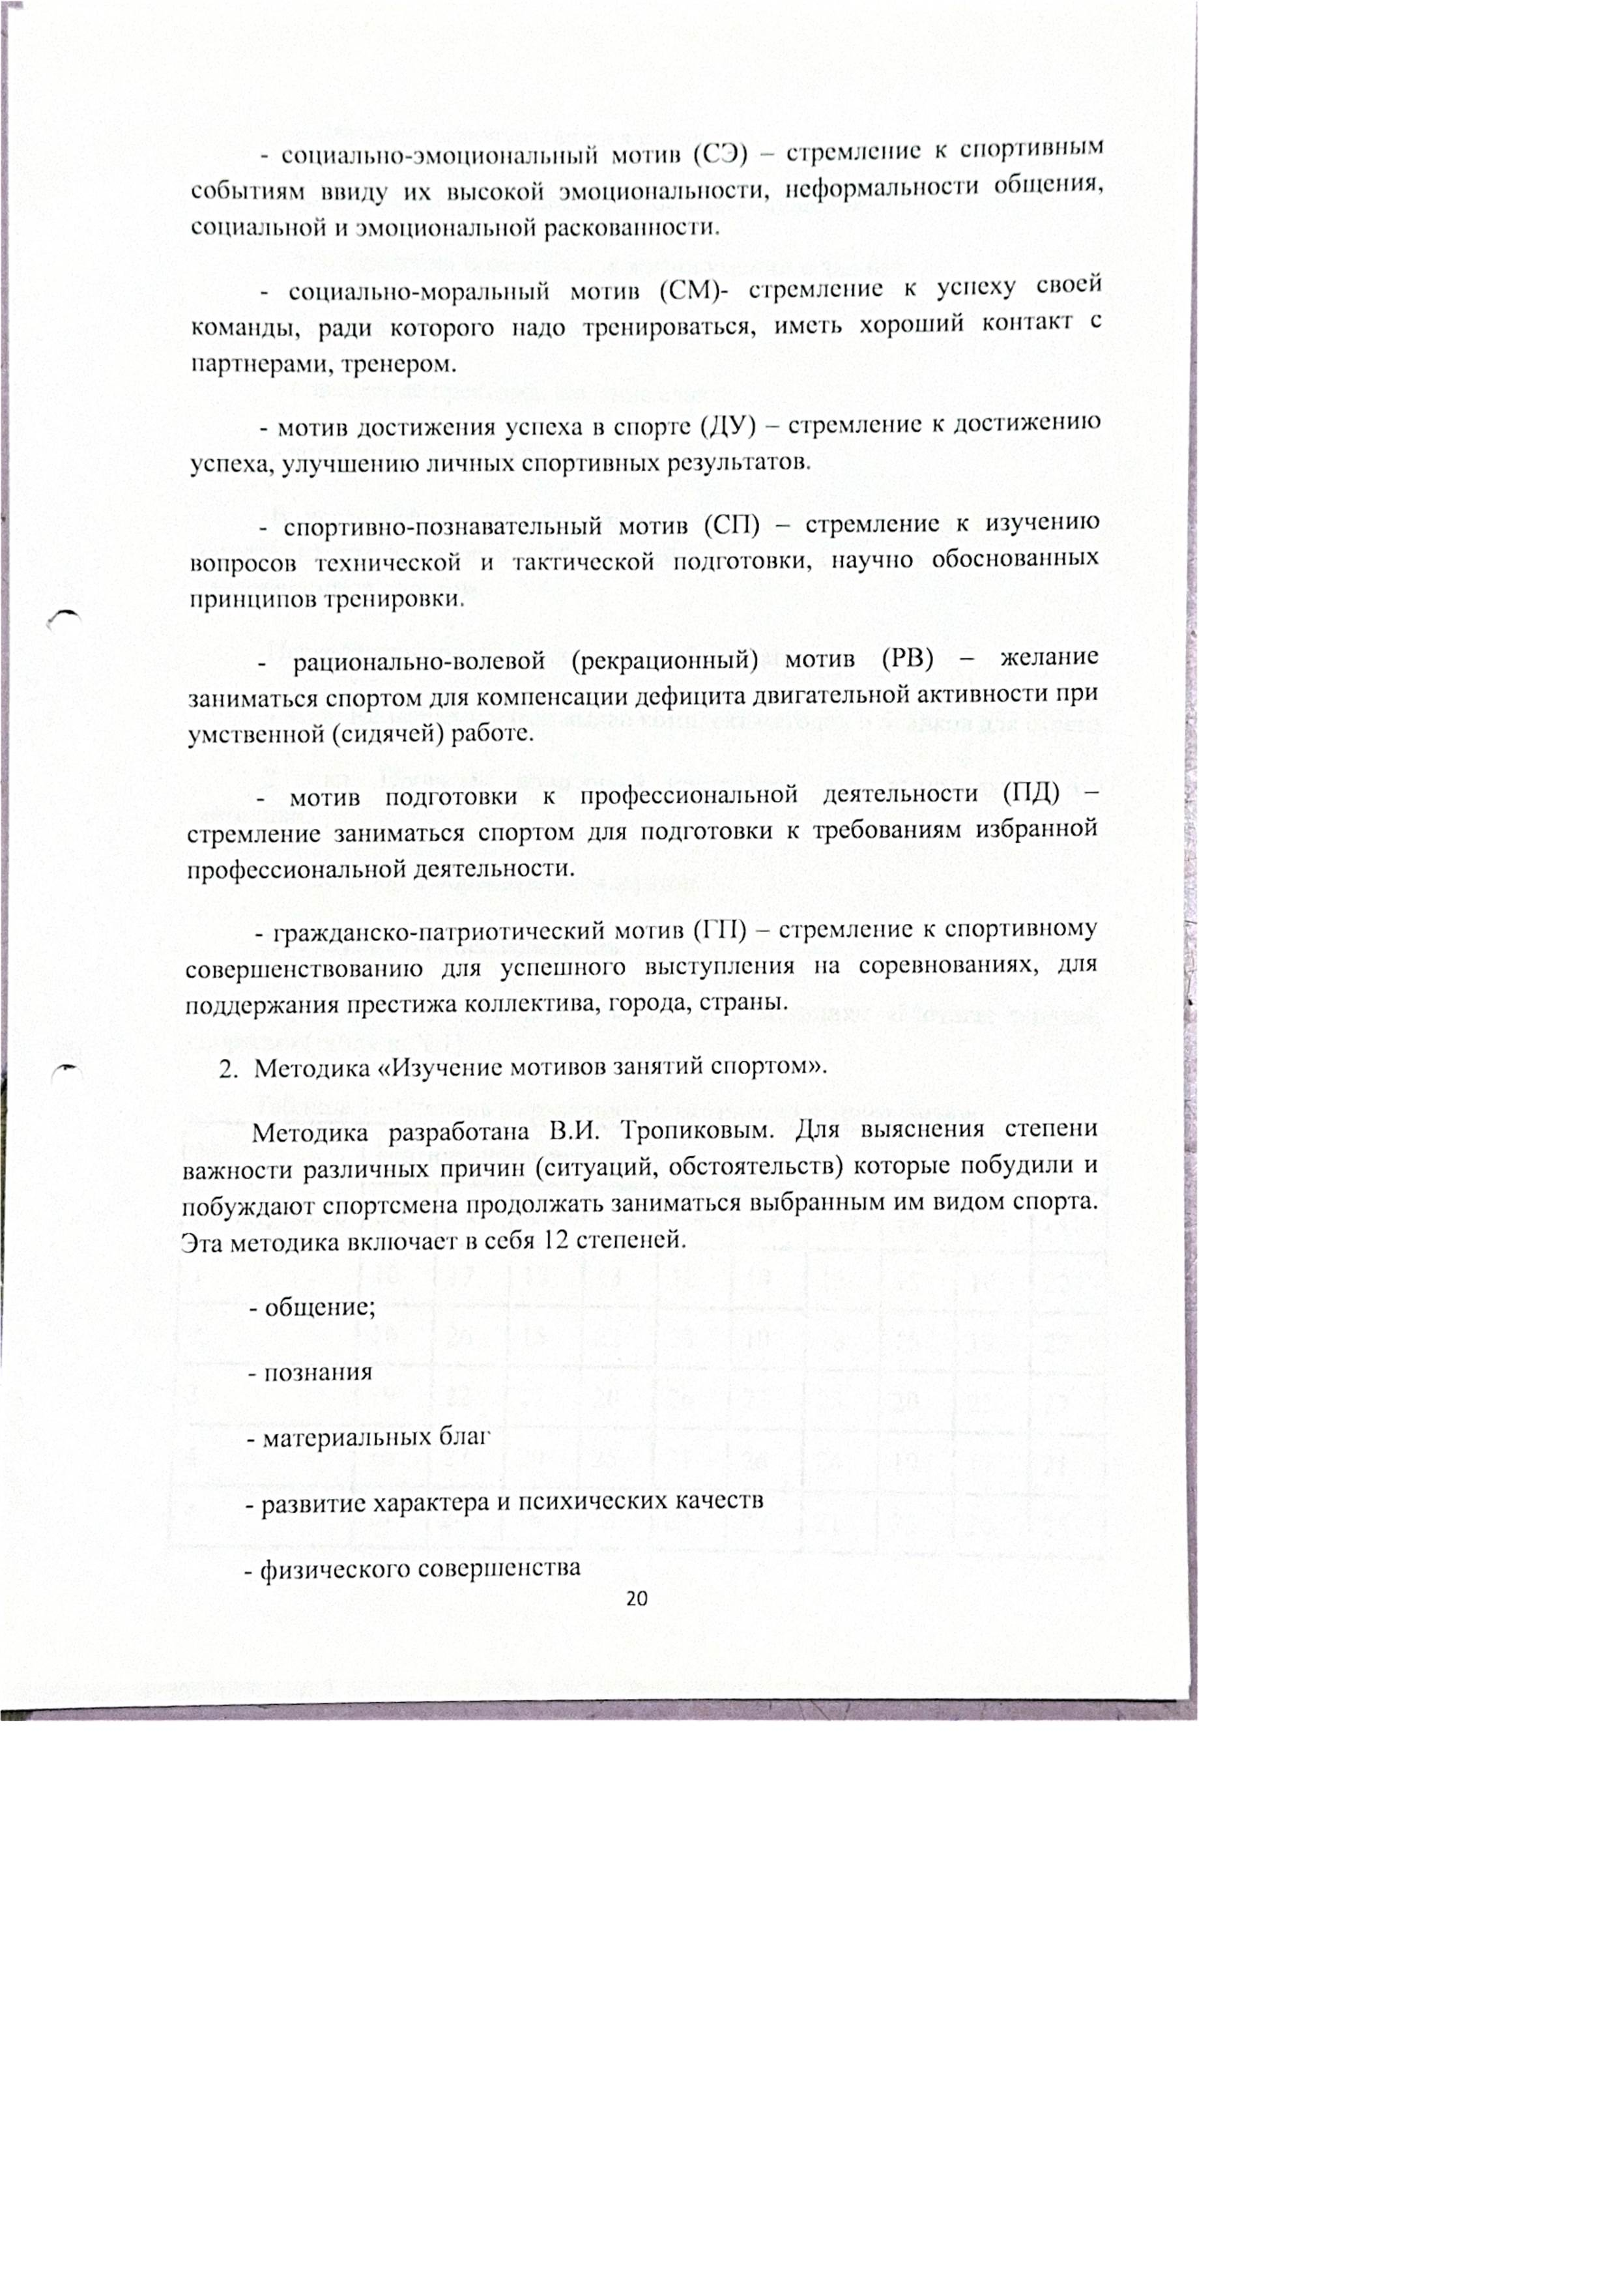 - социально-эмоциональный мотив (СЭ) – стремление к спортивным
событиям ввиду их высокой эмоциональности, неформальности общения,
социальной и эмоциональной раскованности.
- социально-моральный мотив (СМ)- стремление к успеху своей
команды, ради которого надо тренироваться, иметь хороший контакт с
партнерами, тренером.
- мотив достижения успеха в спорте (ДУ) – стремление к достижению
успеха, улучшению личных спортивных результатов.
- спортивно-познавательный мотив (СП) – стремление к изучению
вопросов технической и тактической подготовки, научно обоснованных
принципов тренировки.
- рационально-волевой (рекрационный) мотив (РВ) – желание
заниматься спортом для компенсации дефицита двигательной активности при
умственной (сидячей) работе.
- мотив подготовки к профессиональной деятельности (ПД) –
стремление заниматься спортом для подготовки к требованиям избранной
профессиональной деятельности.
- гражданско-патриотический мотив (ГП) – стремление к спортивному
совершенствованию для успешного выступления на соревнованиях, для
поддержания престижа коллектива, города, страны.
2. Методика «Изучение мотивов занятий спортом».
Методика разработана В.И. Тропиковым. Для выяснения степени
важности различных причин (ситуаций, обстоятельств) которые побудили и
побуждают спортсмена продолжать заниматься выбранным им видом спорта.
Эта методика включает в себя 12 степеней.
- общение;
- познания
- материальных благ
- развитие характера и психических качеств
- физического совершенства
20